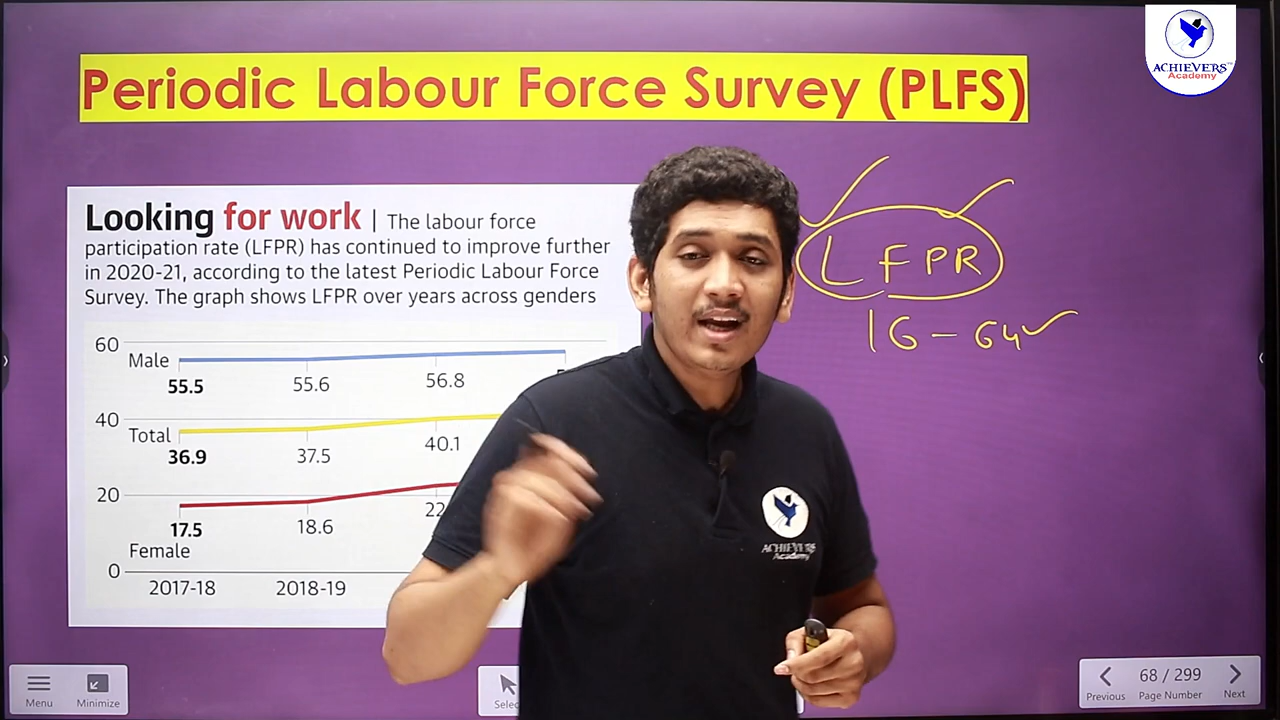 ACHIEVERS™
Academy
Periodic Labour Force Survey (PLFS)
Looking for work | The labour force
participation rate (LFPR) has continued to improve further
in 2020-21, according to the latest Periodic Labour Force
Survey. The graph shows LFPR over years across genders
60
Male
55.5 55.6 56.8
40
Total
36.9 37.5 40.1
20
17.5 18.6 22
Female
0
2017-18 2018-19
LFPR
16-64
ACHIEVERS
Academy
Menu Minimize
Previous 68 / 299 Next
Page Number